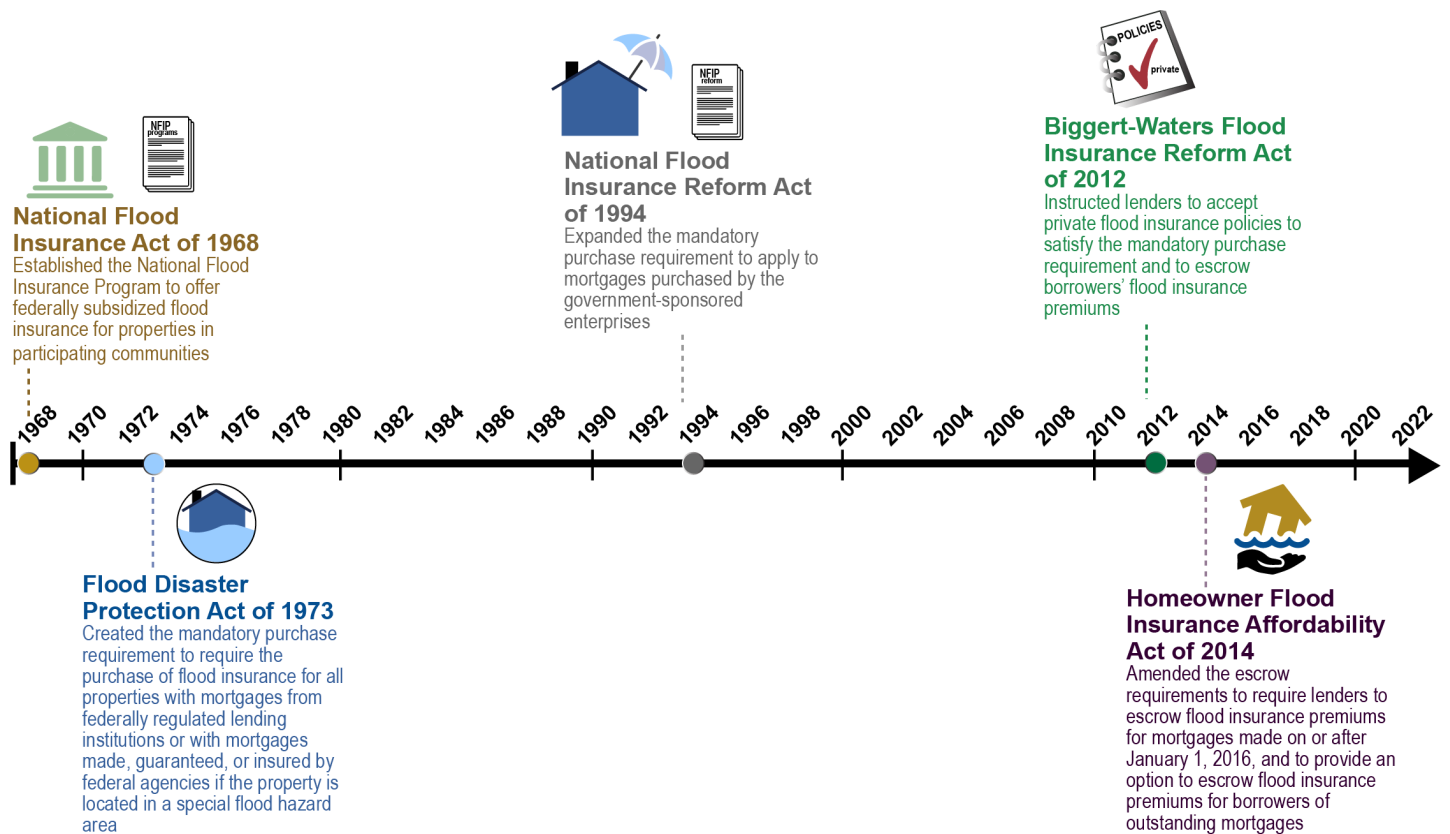 NFIP
programs
National Flood
Insurance Act of 1968
Established the National Flood
Insurance Program to offer
federally subsidized flood
insurance for properties in
participating communities
NFIP
reform
National Flood
Insurance Reform Act
of 1994
Expanded the mandatory
purchase requirement to apply to
mortgages purchased by the
government-sponsored
enterprises
POLICIES
private
Biggert-Waters Flood
Insurance Reform Act
of 2012
Instructed lenders to accept
private flood insurance policies to
satisfy the mandatory purchase
requirement and to escrow
borrowers’ flood insurance
premiums
1968 1970 1972 1974 1976 1978 1980 1982 1984 1986 1988 1990 1992 1994 1996 1998 2000 2002 2004 2006 2008 2010 2012 2014 2016 2018 2020 2022
Flood Disaster
Protection Act of 1973
Created the mandatory purchase
requirement to require the
purchase of flood insurance for all
properties with mortgages from
federally regulated lending
institutions or with mortgages
made, guaranteed, or insured by
federal agencies if the property is
located in a special flood hazard
area
Homeowner Flood
Insurance Affordability
Act of 2014
Amended the escrow
requirements to require lenders to
escrow flood insurance premiums
for mortgages made on or after
January 1, 2016, and to provide an
option to escrow flood insurance
premiums for borrowers of
outstanding mortgages